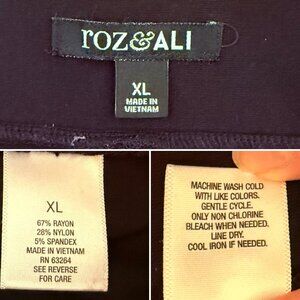 roz&ALI
XL
MADE IN
VIETNAM
XL
67% RAYON
28% NYLON
5% SPANDEX
MADE IN VIETNAM
RN 63264
SEE REVERSE
FOR CARE
MACHINE WASH COLD
WITH LIKE COLORS.
GENTLE CYCLE.
ONLY NON CHLORINE
BLEACH WHEN NEEDED.
LINE DRY.
COOL IRON IF NEEDED.